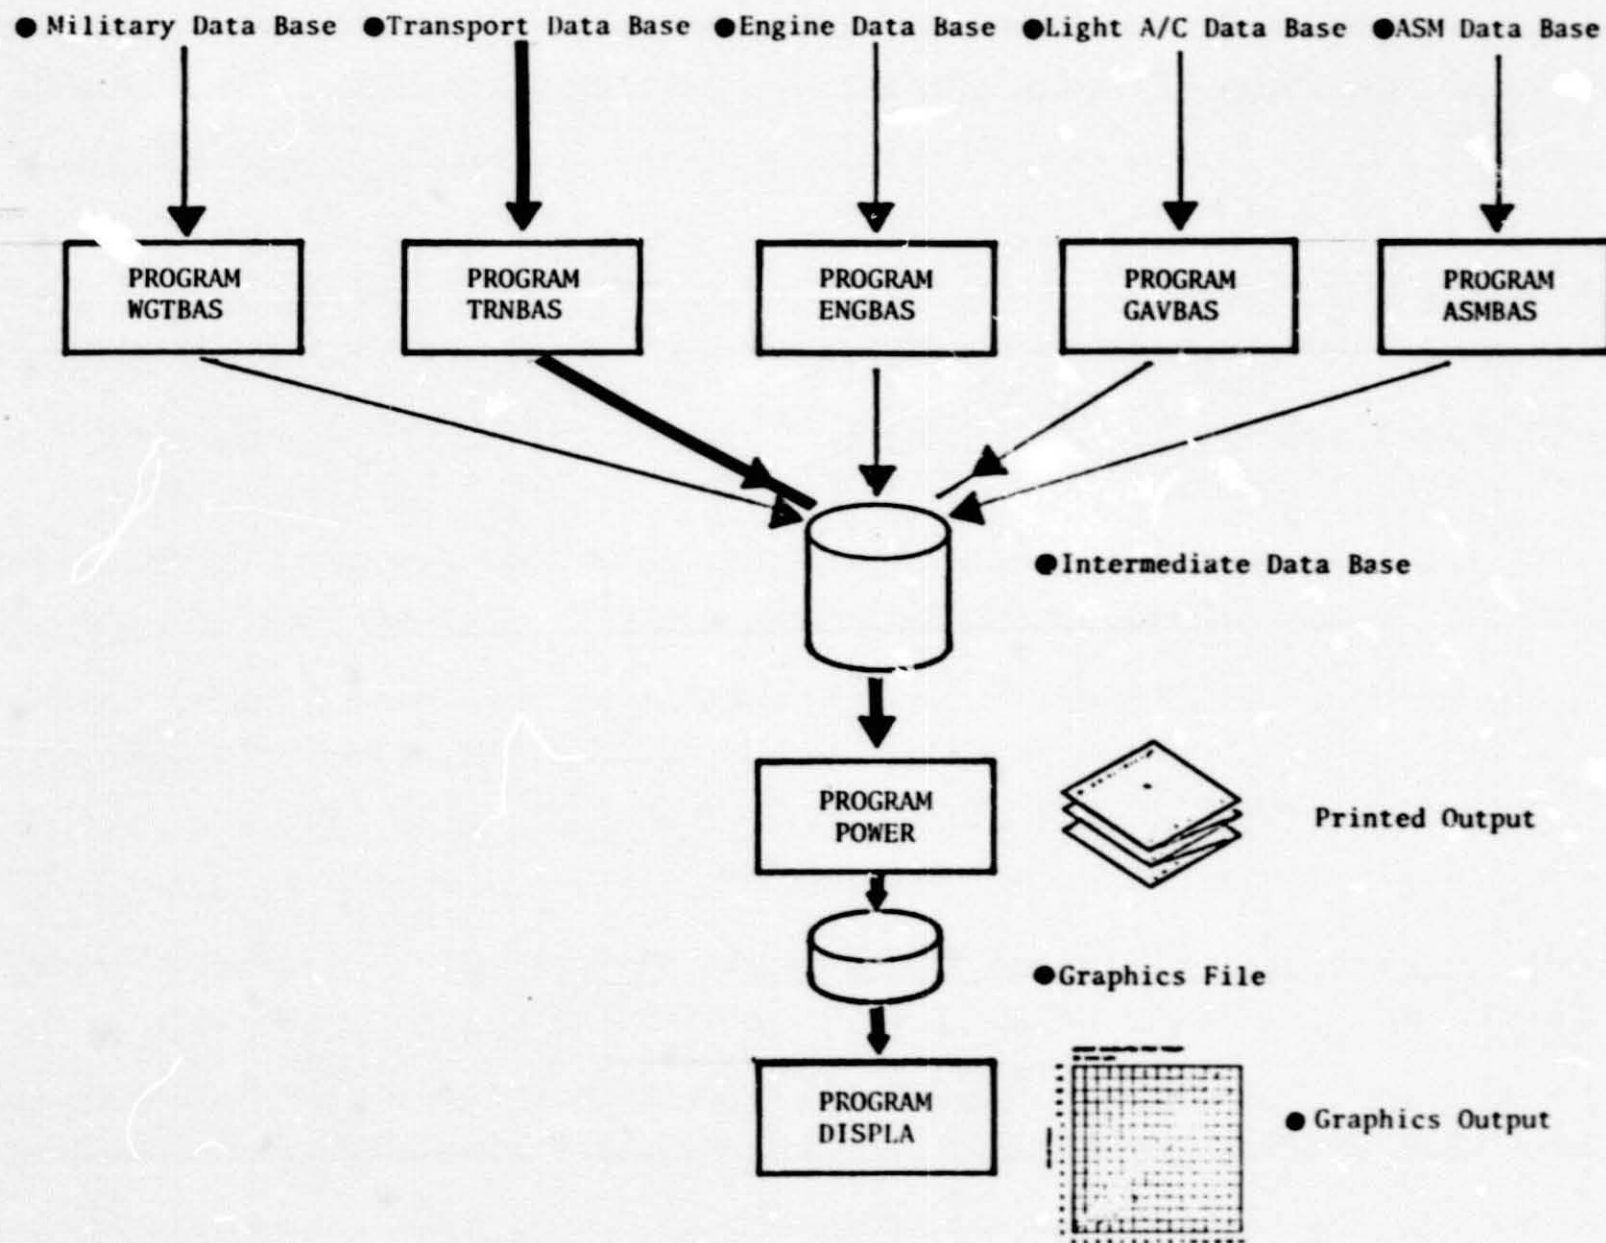 ● Military Data Base ●Transport Data Base ●Engine Data Base ●Light A/C Data Base ●ASM Data Base
PROGRAM
WGTBAS
PROGRAM
TRNBAS
PROGRAM
ENGBAS
PROGRAM
GAVBAS
PROGRAM
ASMBAS
●Intermediate Data Base
PROGRAM
POWER
Printed Output
●Graphics File
PROGRAM
DISPLA
● Graphics Output